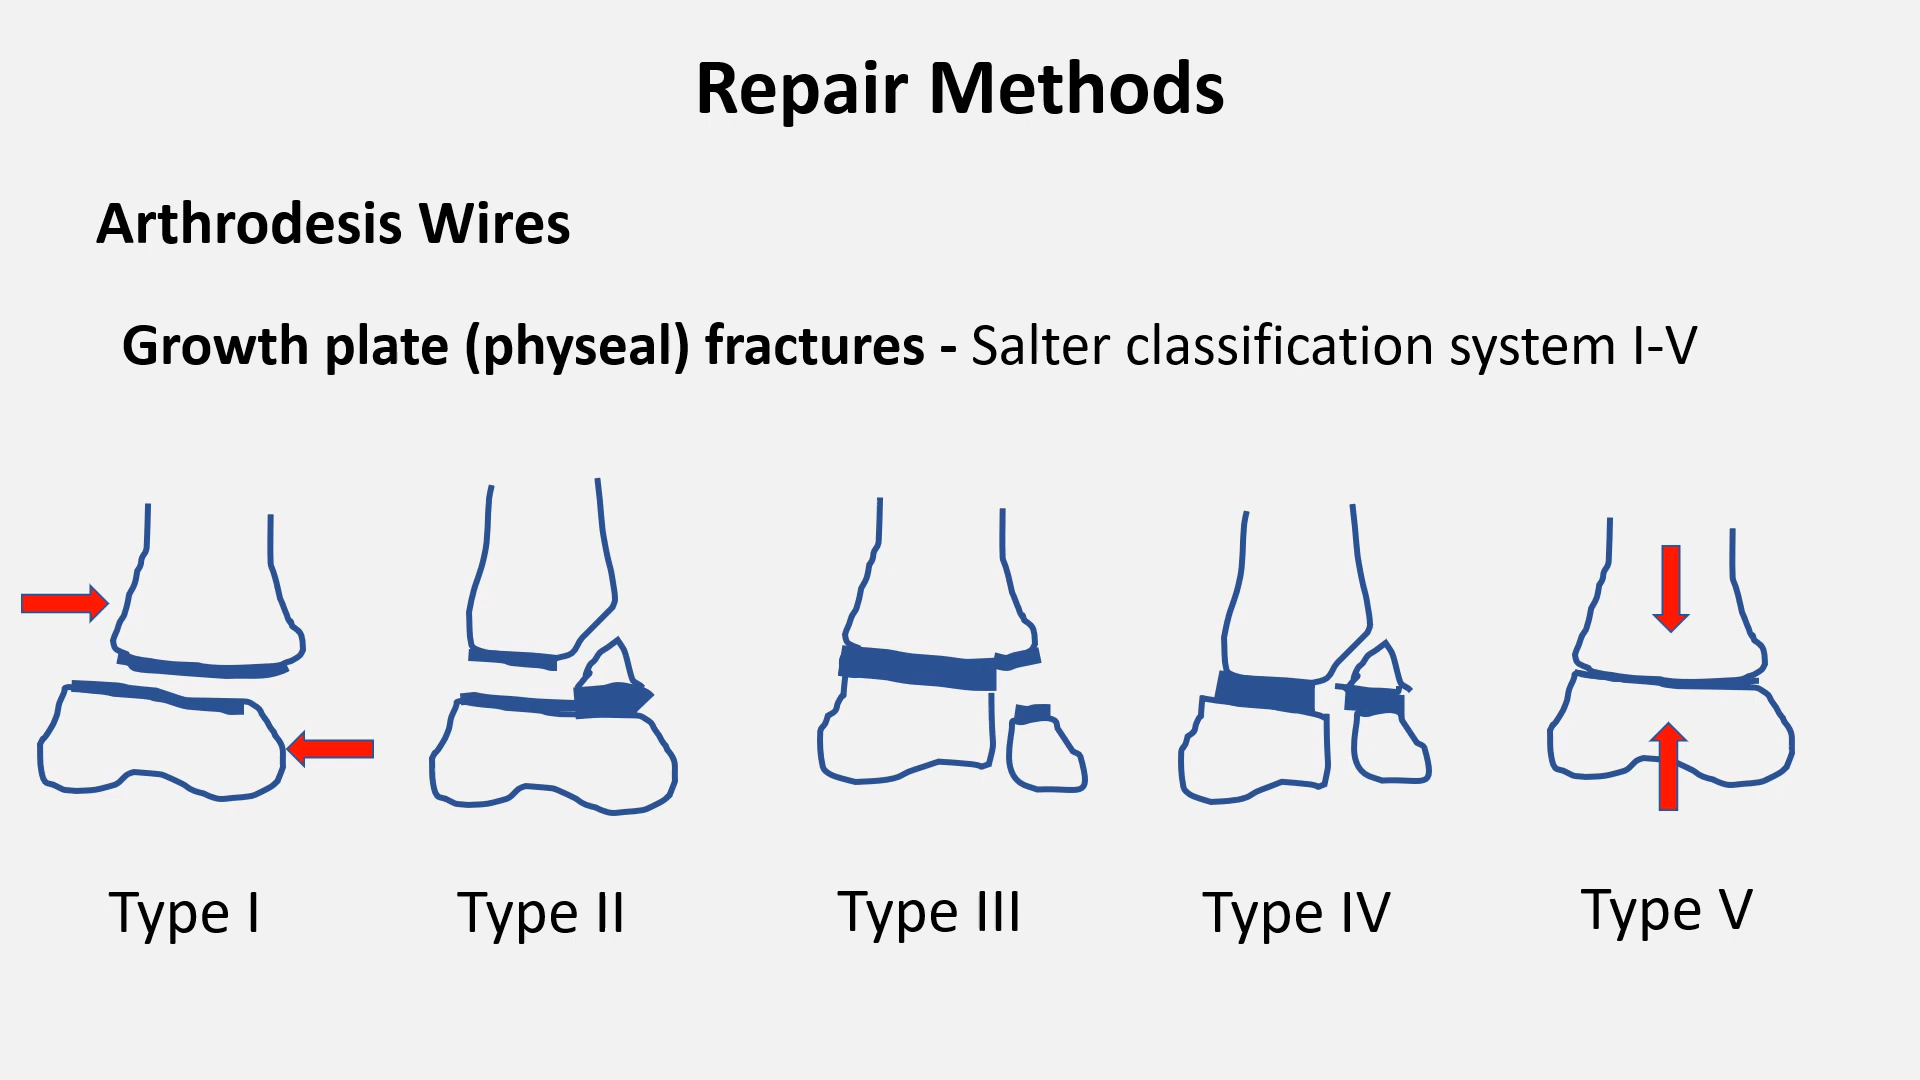 Repair Methods
Arthrodesis Wires
Growth plate (physeal) fractures - Salter classification system I-V
Type I
Type II
Type III
Type IV
Type V